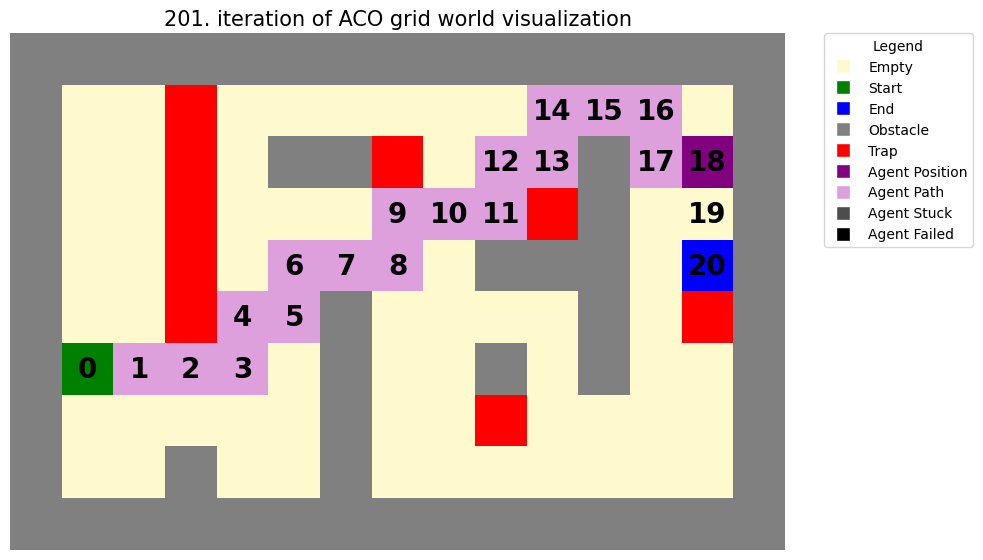 201. iteration of ACO grid world visualization
Legend
Empty
Start
End
Obstacle
Trap
Agent Position
Agent Path
Agent Stuck
Agent Failed
14 15 16
12 13 17 18
9 10 11 19
6 7 8 20
4 5
0 1 2 3